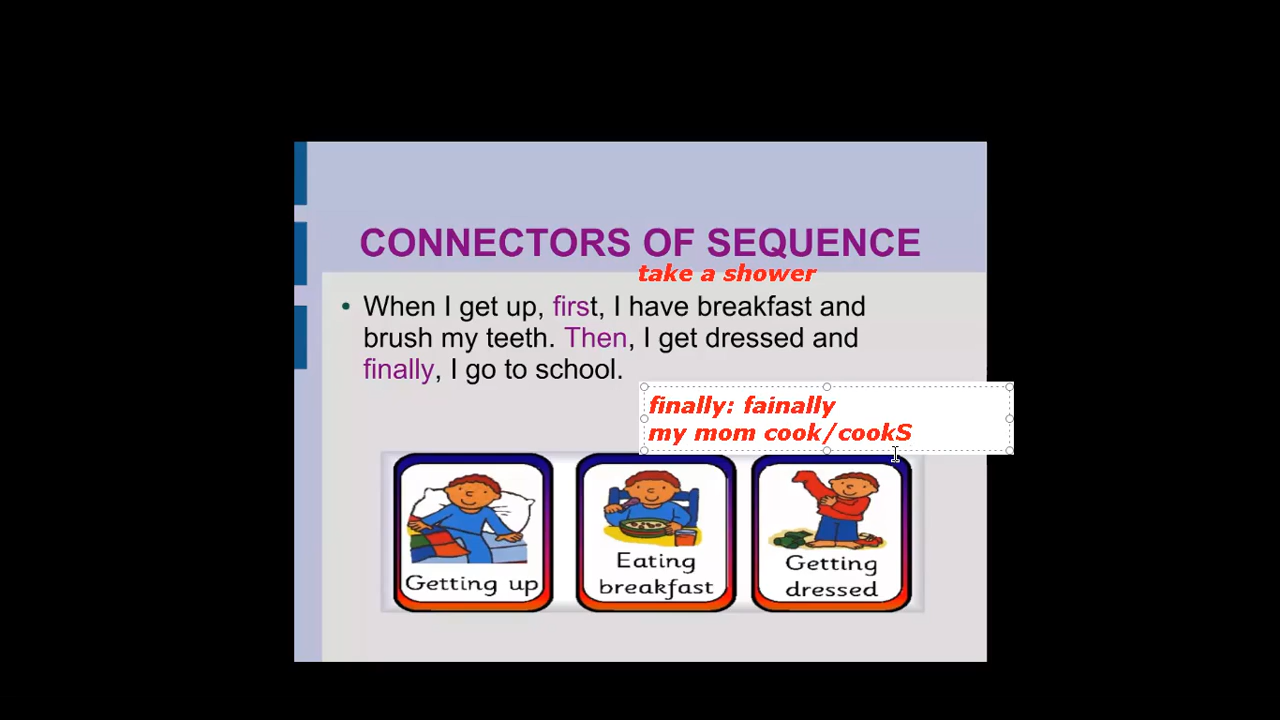 CONNECTORS OF SEQUENCE
take a shower
• When I get up, first, I have breakfast and
brush my teeth. Then, I get dressed and
finally, I go to school.
finally: fainally
my mom cook/cookS
Getting up
Eating
breakfast
Getting
dressed